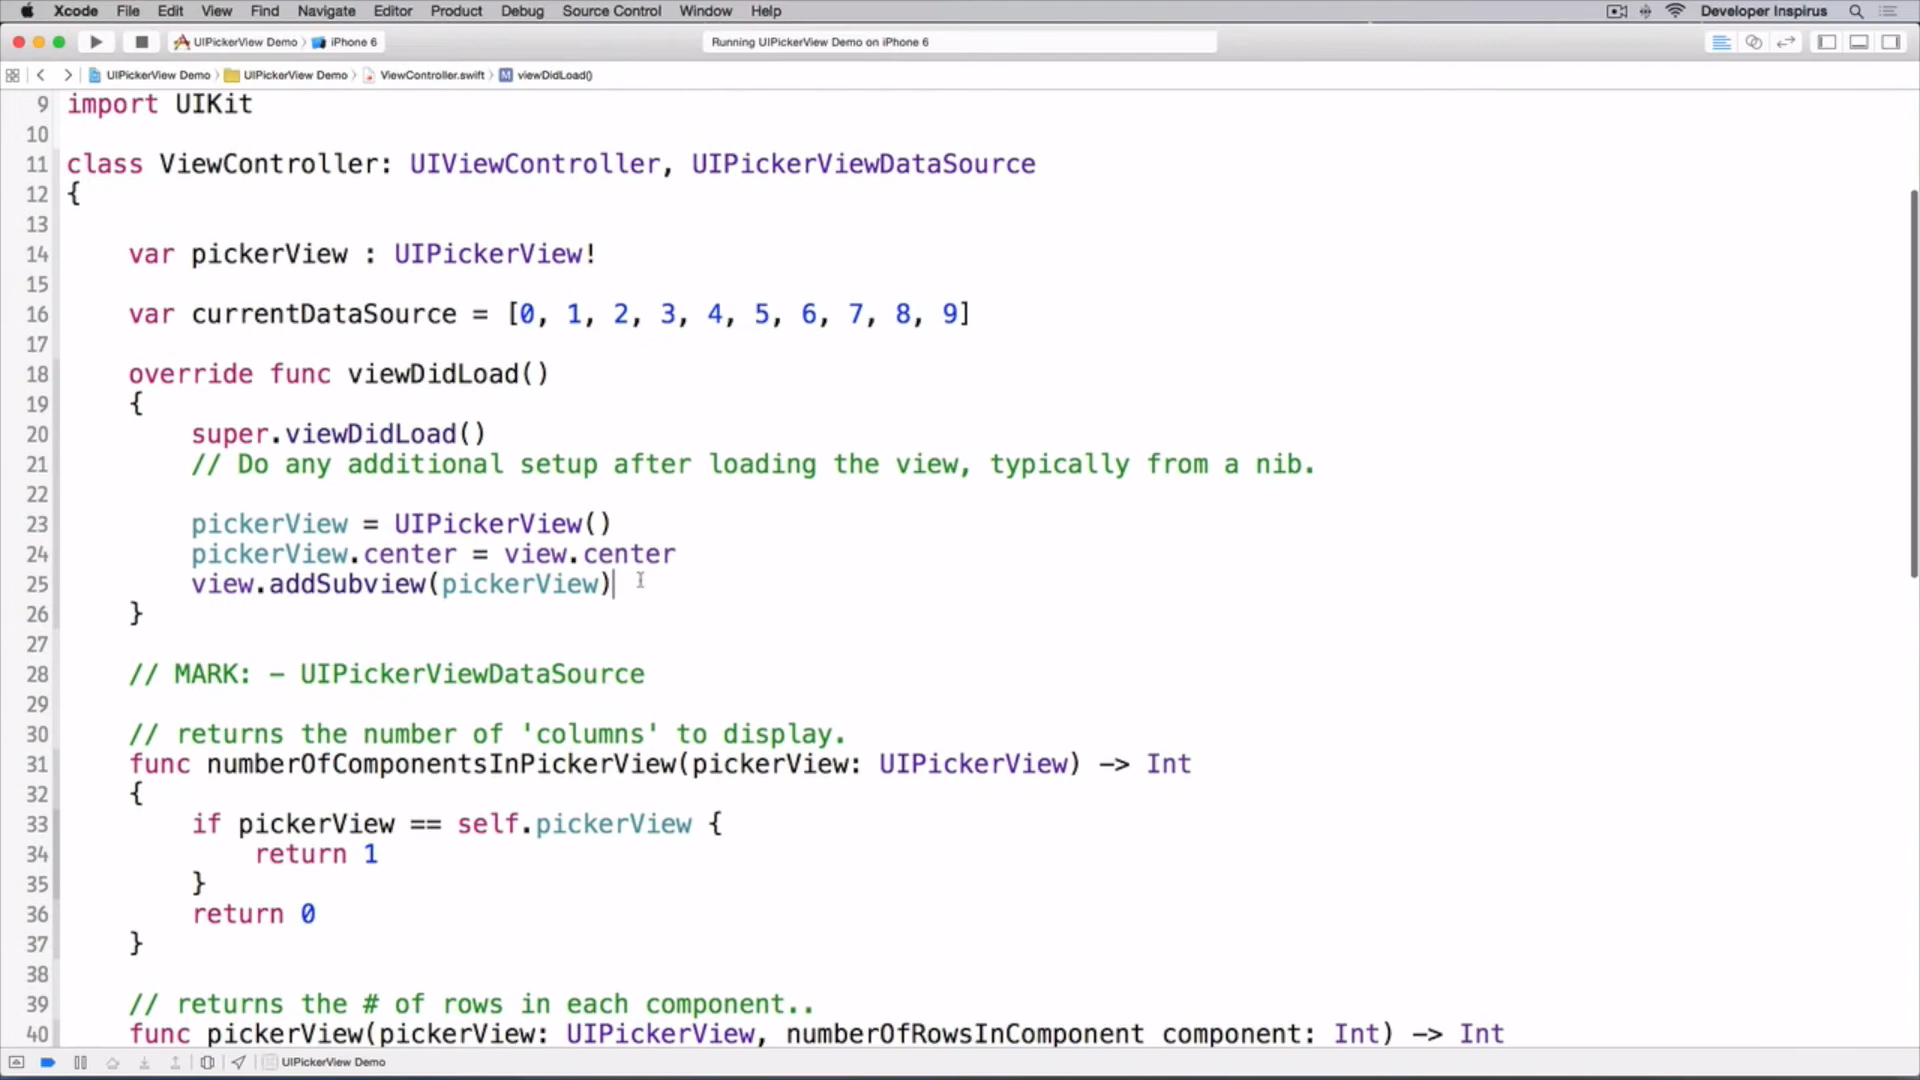 Xcode File Edit View Find Navigate Editor Product Debug Source Control Window Help Developer Inspirus
UIPickerView Demo iPhone 6 Running UIPickerView Demo on iPhone 6
UIPickerView Demo UIPickerView Demo ViewController.swift M viewDidLoad()
9 import UIKit
10
11 class ViewController: UIViewController, UIPickerViewDataSource
12 {
13
14 var pickerView : UIPickerView!
15
16 var currentDataSource = [0, 1, 2, 3, 4, 5, 6, 7, 8, 9]
17
18 override func viewDidLoad()
19 {
20 super.viewDidLoad()
21 // Do any additional setup after loading the view, typically from a nib.
22
23 pickerView = UIPickerView()
24 pickerView.center = view.center
25 view.addSubview(pickerView)
26 }
27
28 // MARK: - UIPickerViewDataSource
29
30 // returns the number of 'columns' to display.
31 func numberOfComponentsInPickerView(pickerView: UIPickerView) -> Int
32 {
33 if pickerView == self.pickerView {
34 return 1
35 }
36 return 0
37 }
38
39 // returns the # of rows in each component..
40 func pickerView(pickerView: UIPickerView, numberOfRowsInComponent component: Int) -> Int
UIPickerView Demo